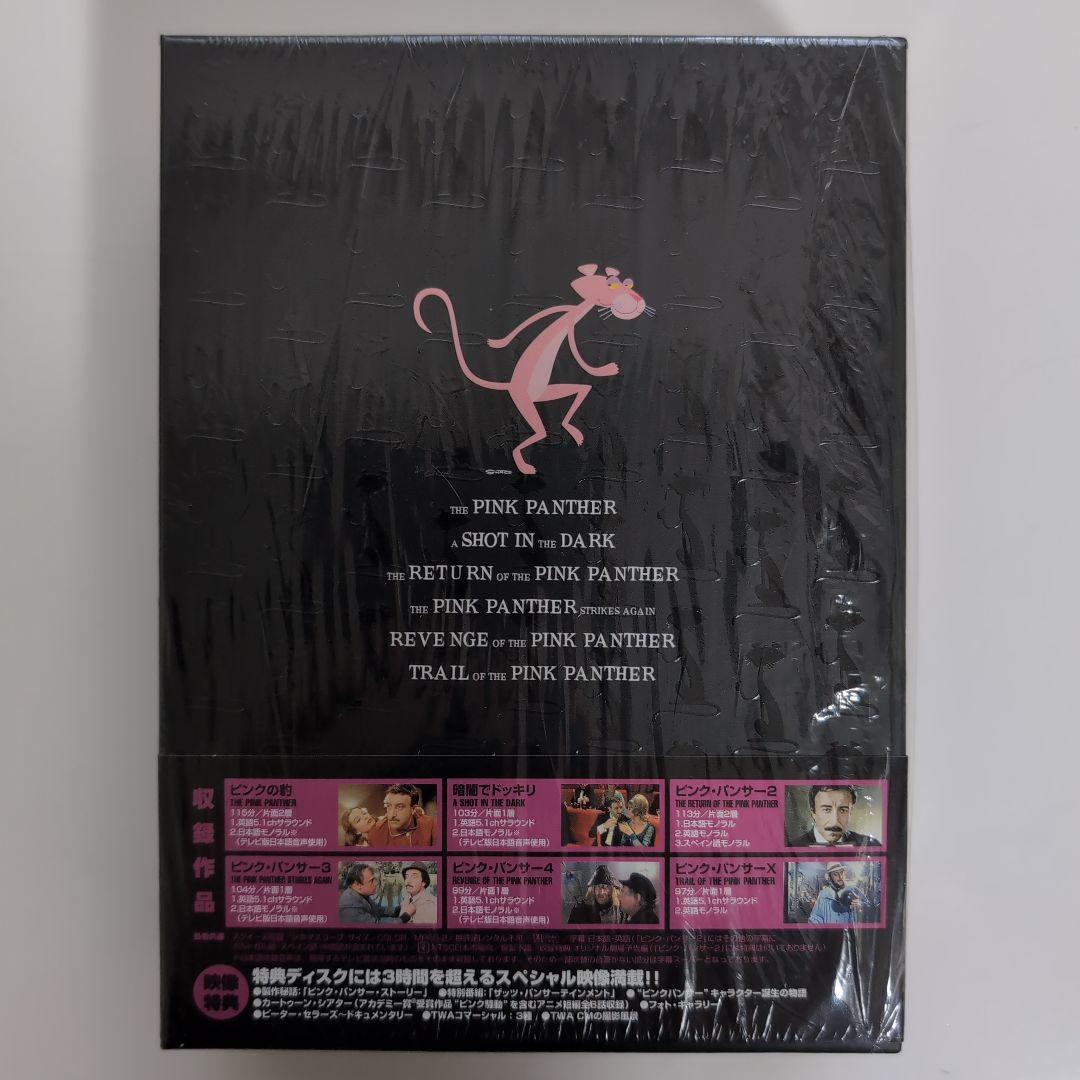 THE PINK PANTHER
A SHOT IN THE DARK
THE RETURN OF THE PINK PANTHER
THE PINK PANTHER STRIKES AGAIN
REVENGE OF THE PINK PANTHER
TRAIL OF THE PINK PANTHER
収録作品
ピンクの豹
THE PINK PANTHER
115分/片面2層
1.英語5.1chサラウンド
2.日本語モノラル※
(テレビ版日本語音声使用)
暗闇でドッキリ
A SHOT IN THE DARK
103分/片面1層
1.英語5.1chサラウンド
2.日本語モノラル※
(テレビ版日本語音声使用)
ピンク・パンサー2
THE RETURN OF THE PINK PANTHER
113分/片面2層
1.日本語モノラル
2.英語モノラル
3.スペイン語モノラル
ピンク・パンサー3
THE PINK PANTHER STRIKES AGAIN
104分/片面1層
1.英語5.1chサラウンド
2.日本語モノラル※
(テレビ版日本語音声使用)
ピンク・パンサー4
REVENGE OF THE PINK PANTHER
99分/片面1層
1.英語5.1chサラウンド
2.日本語モノラル※
(テレビ版日本語音声使用)
ピンク・パンサーX
TRAIL OF THE PINK PANTHER
97分/片面1層
1.英語5.1chサラウンド
2.英語モノラル
映像特典
特典ディスクには3時間を超えるスペシャル映像満載!!
●製作秘話:「ピンク・パンサー・ストーリー」 ●特別番組:「ザッツ・パンサーテインメント」 ●"ピンクパンサー"キャラクター誕生の物語
●カートゥーン・シアター(アカデミー賞®受賞作品"ピンク騒動"を含むアニメ短編全6話収録) ●フォト・ギャラリー
●ピーター・セラーズ〜ドキュメンタリー ●TWAコマーシャル:3種/●TWA CMの撮影風景